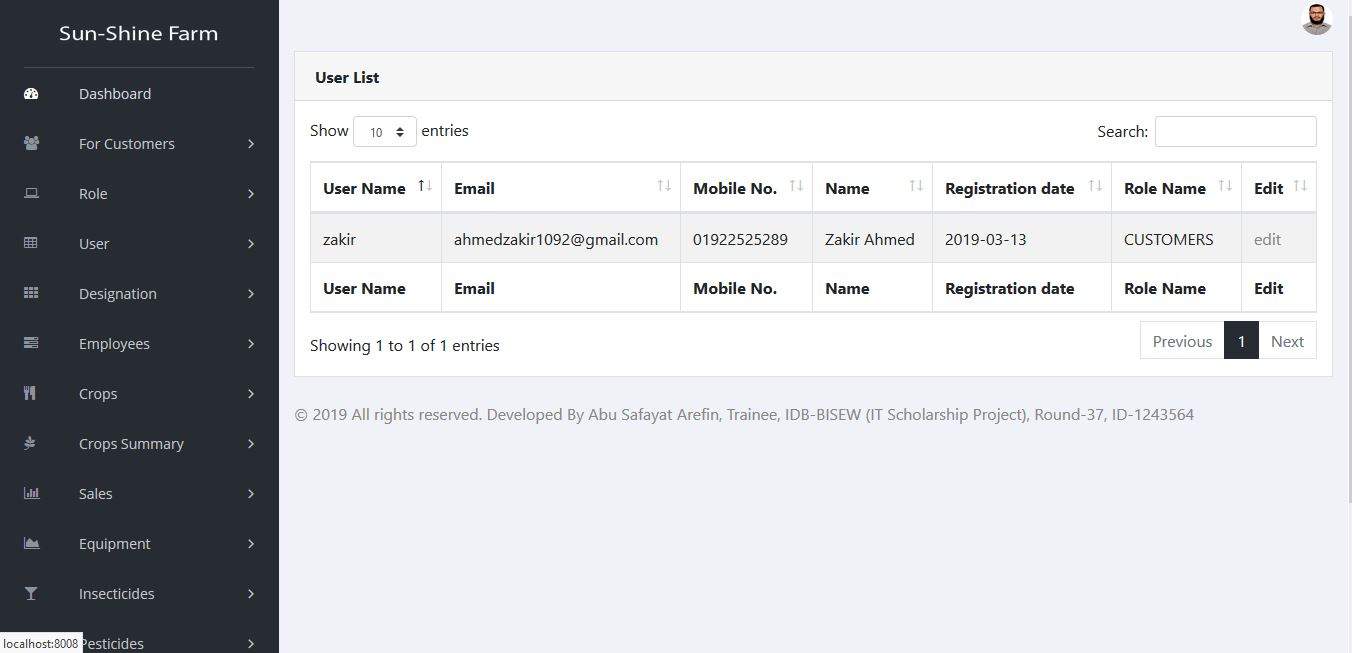 Sun-Shine Farm
Dashboard
For Customers
Role
User
Designation
Employees
Crops
Crops Summary
Sales
Equipment
Insecticides
Pesticides
localhost:8008
User List
Show 10 entries
Search:
User Name Email Mobile No. Name Registration date Role Name Edit
zakir ahmedzakir1092@gmail.com 01922525289 Zakir Ahmed 2019-03-13 CUSTOMERS edit
User Name Email Mobile No. Name Registration date Role Name Edit
Showing 1 to 1 of 1 entries
Previous 1 Next
© 2019 All rights reserved. Developed By Abu Safayat Arefin, Trainee, IDB-BISEW (IT Scholarship Project), Round-37, ID-1243564